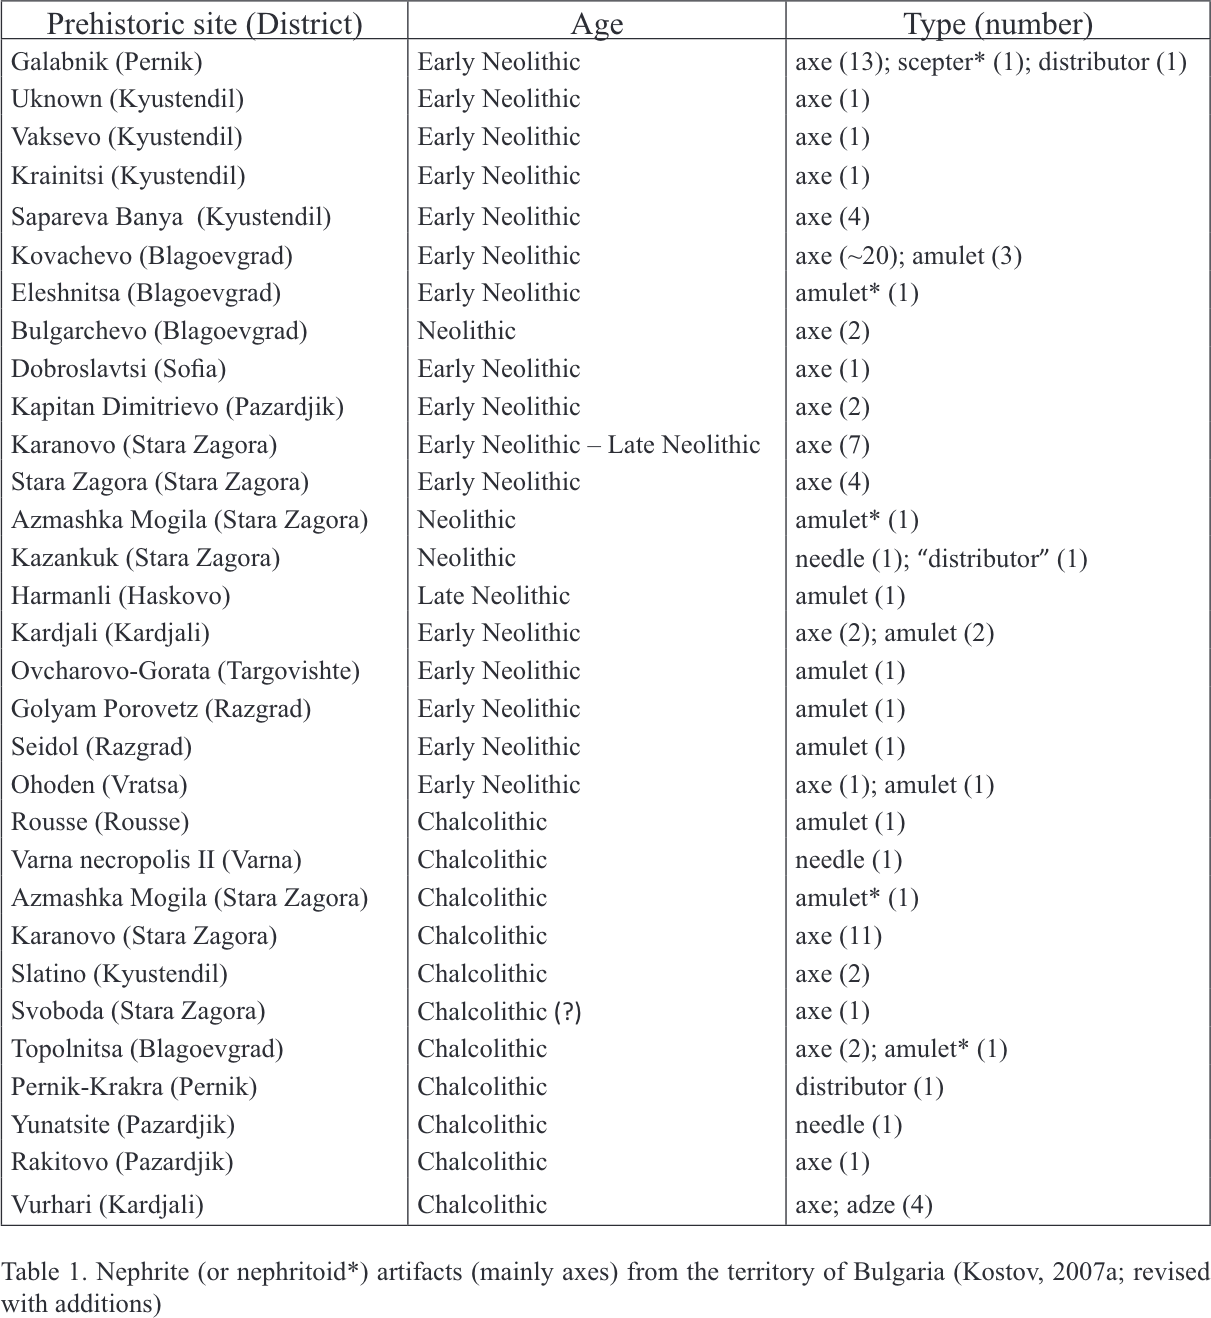 Prehistoric site (District) Age Type (number)
Galabnik (Pernik) Early Neolithic axe (13); scepter* (1); distributor (1)
Uknown (Kyustendil) Early Neolithic axe (1)
Vaksevo (Kyustendil) Early Neolithic axe (1)
Krainitsi (Kyustendil) Early Neolithic axe (1)
Sapareva Banya (Kyustendil) Early Neolithic axe (4)
Kovachevo (Blagoevgrad) Early Neolithic axe (~20); amulet (3)
Eleshnitsa (Blagoevgrad) Early Neolithic amulet* (1)
Bulgarchevo (Blagoevgrad) Neolithic axe (2)
Dobroslavtsi (Sofia) Early Neolithic axe (1)
Kapitan Dimitrievo (Pazardjik) Early Neolithic axe (2)
Karanovo (Stara Zagora) Early Neolithic – Late Neolithic axe (7)
Stara Zagora (Stara Zagora) Early Neolithic axe (4)
Azmashka Mogila (Stara Zagora) Neolithic amulet* (1)
Kazankuk (Stara Zagora) Neolithic needle (1); “distributor” (1)
Harmanli (Haskovo) Late Neolithic amulet (1)
Kardjali (Kardjali) Early Neolithic axe (2); amulet (2)
Ovcharovo-Gorata (Targovishte) Early Neolithic amulet (1)
Golyam Porovetz (Razgrad) Early Neolithic amulet (1)
Seidol (Razgrad) Early Neolithic amulet (1)
Ohoden (Vratsa) Early Neolithic axe (1); amulet (1)
Rousse (Rousse) Chalcolithic amulet (1)
Varna necropolis II (Varna) Chalcolithic needle (1)
Azmashka Mogila (Stara Zagora) Chalcolithic amulet* (1)
Karanovo (Stara Zagora) Chalcolithic axe (11)
Slatino (Kyustendil) Chalcolithic axe (2)
Svoboda (Stara Zagora) Chalcolithic (?) axe (1)
Topolnitsa (Blagoevgrad) Chalcolithic axe (2); amulet* (1)
Pernik-Krakra (Pernik) Chalcolithic distributor (1)
Yunatsite (Pazardjik) Chalcolithic needle (1)
Rakitovo (Pazardjik) Chalcolithic axe (1)
Vurhari (Kardjali) Chalcolithic axe; adze (4)
Table 1. Nephrite (or nephritoid*) artifacts (mainly axes) from the territory of Bulgaria (Kostov, 2007a; revised
with additions)